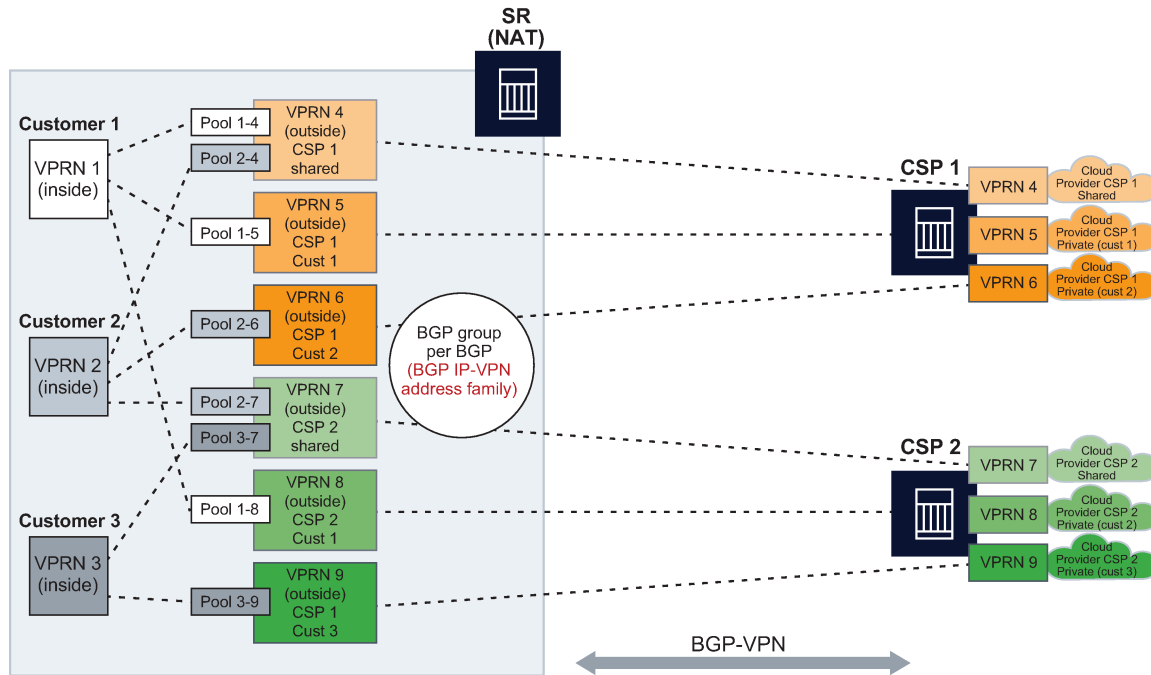 SR
(NAT)
Customer 1
VPRN 1
(inside)
Pool 1-4
Pool 2-4
VPRN 4
(outside)
CSP 1
shared
Pool 1-5
VPRN 5
(outside)
CSP 1
Cust 1
Customer 2
VPRN 2
(inside)
Pool 2-6
VPRN 6
(outside)
CSP 1
Cust 2
Pool 2-7
Pool 3-7
VPRN 7
(outside)
CSP 2
shared
Customer 3
VPRN 3
(inside)
Pool 1-8
VPRN 8
(outside)
CSP 2
Cust 1
Pool 3-9
VPRN 9
(outside)
CSP 1
Cust 3
BGP group
per BGP
(BGP IP-VPN
address family)
CSP 1
VPRN 4
Cloud
Provider CSP 1
Shared
VPRN 5
Cloud
Provider CSP 1
Private (cust 1)
VPRN 6
Cloud
Provider CSP 1
Private (cust 2)
CSP 2
VPRN 7
Cloud
Provider CSP 2
Shared
VPRN 8
Cloud
Provider CSP 2
Private (cust 2)
VPRN 9
Cloud
Provider CSP 2
Private (cust 3)
BGP-VPN